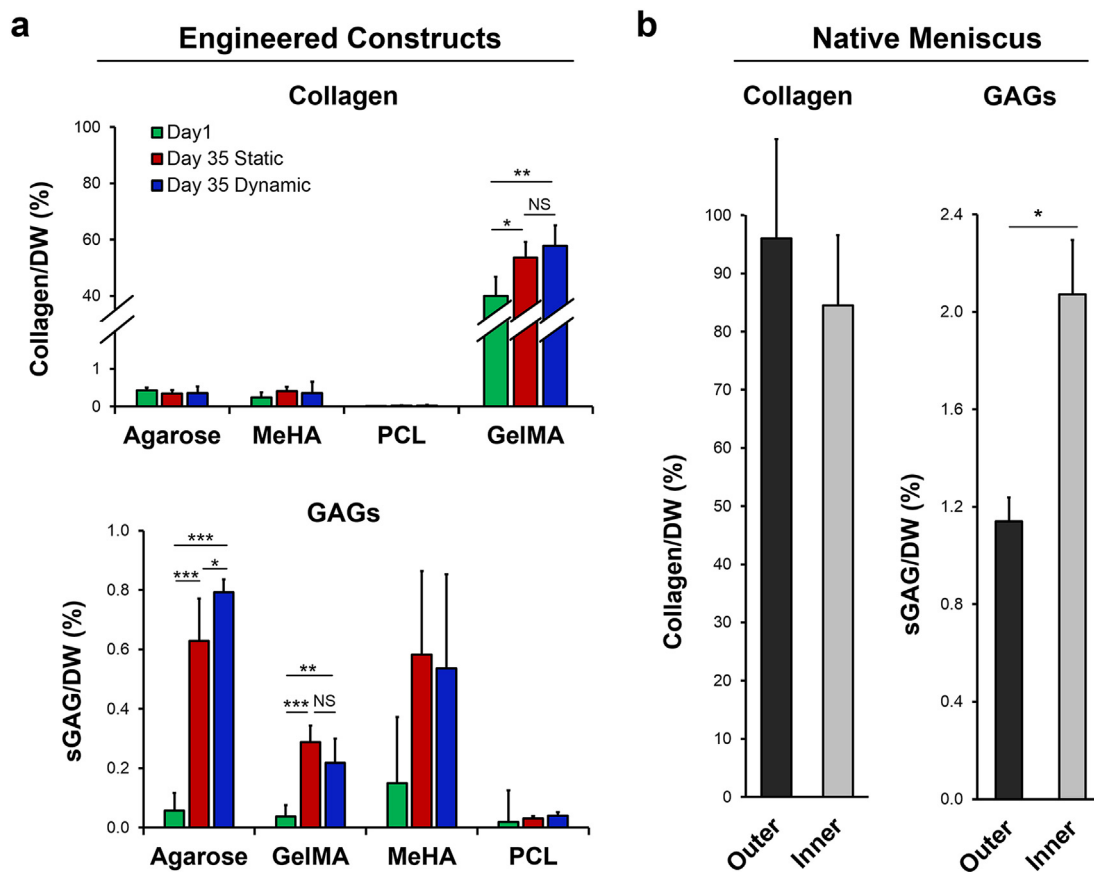 a
Engineered Constructs
Collagen
Day1
Day 35 Static
Day 35 Dynamic
Collagen/DW (%)
100
80
60
40
1
0
**
NS
*
Agarose MeHA PCL GelMA
GAGs
sGAG/DW (%)
1.0
0.8
0.6
0.4
0.2
0.0
***
*** *
**
*** NS
Agarose GelMA MeHA PCL
b
Native Meniscus
Collagen
Collagen/DW (%)
100
90
80
70
60
50
40
30
20
10
0
Outer Inner
GAGs
sGAG/DW (%)
2.4
2.0
1.6
1.2
0.8
0.4
0.0
*
Outer Inner